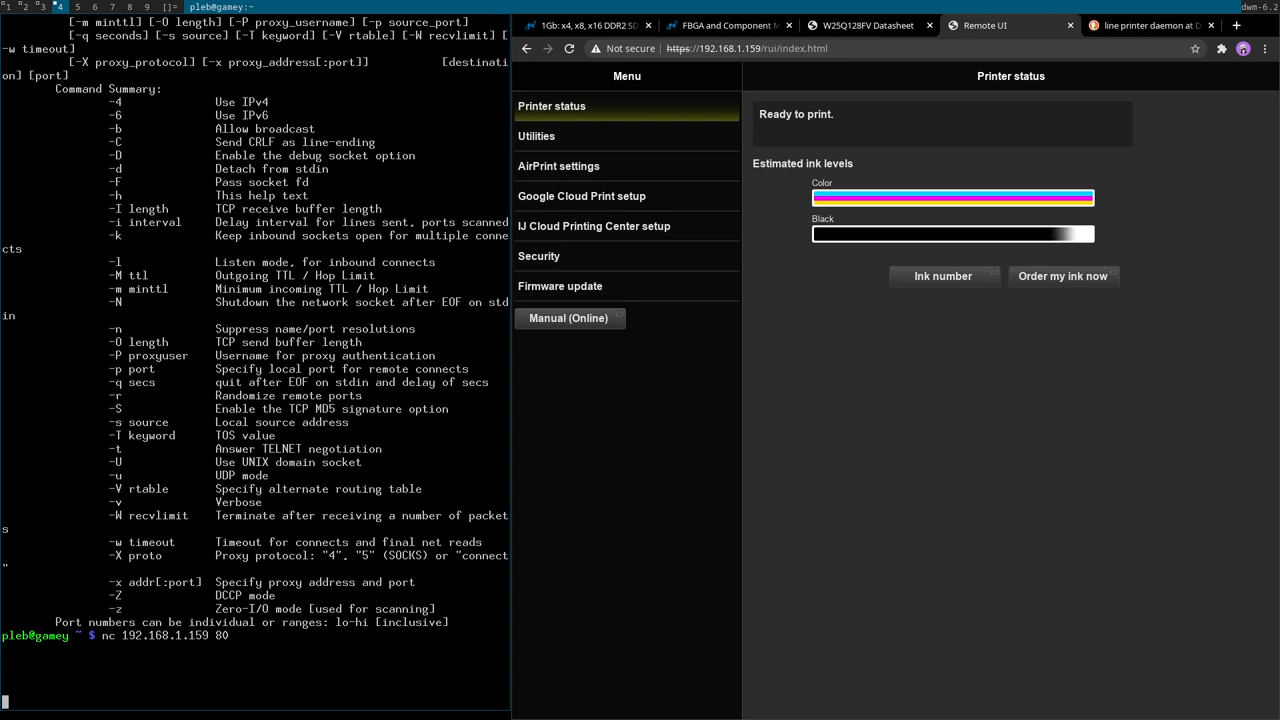 1 2 3 4 5 6 7 8 9 []= pleb@gamey:~ dwm-6.2
[-m minttl] [-O length] [-P proxy_username] [-p source_port]
[-q seconds] [-s source] [-T keyword] [-V rtable] [-W recvlimit] [
-w timeout]
[-X proxy_protocol] [-x proxy_address[:port]] [destinati
on] [port]
Command Summary:
-4 Use IPv4
-6 Use IPv6
-b Allow broadcast
-C Send CRLF as line-ending
-D Enable the debug socket option
-d Detach from stdin
-F Pass socket fd
-h This help text
-I length TCP receive buffer length
-i interval Delay interval for lines sent, ports scanned
-k Keep inbound sockets open for multiple conne
cts
-l Listen mode, for inbound connects
-M ttl Outgoing TTL / Hop Limit
-m minttl Minimum incoming TTL / Hop Limit
-N Shutdown the network socket after EOF on std
in
-n Suppress name/port resolutions
-O length TCP send buffer length
-P proxyuser Username for proxy authentication
-p port Specify local port for remote connects
-q secs quit after EOF on stdin and delay of secs
-r Randomize remote ports
-S Enable the TCP MD5 signature option
-s source Local source address
-T keyword TOS value
-t Answer TELNET negotiation
-U Use UNIX domain socket
-u UDP mode
-V rtable Specify alternate routing table
-v Verbose
-W recvlimit Terminate after receiving a number of packet
s
-w timeout Timeout for connects and final net reads
-X proto Proxy protocol: "4", "5" (SOCKS) or "connect
"
-x addr[:port] Specify proxy address and port
-Z DCCP mode
-z Zero-I/O mode [used for scanning]
Port numbers can be individual or ranges: lo-hi [inclusive]
pleb@gamey ~ $ nc 192.168.1.159 80
1Gb: x4, x8, x16 DDR2 SD
FBGA and Component M
W25Q128FV Datasheet
Remote UI
line printer daemon at D
Not secure https://192.168.1.159/rui/index.html
Menu
Printer status
Utilities
AirPrint settings
Google Cloud Print setup
IJ Cloud Printing Center setup
Security
Firmware update
Manual (Online)
Printer status
Ready to print.
Estimated ink levels
Color
Black
Ink number Order my ink now